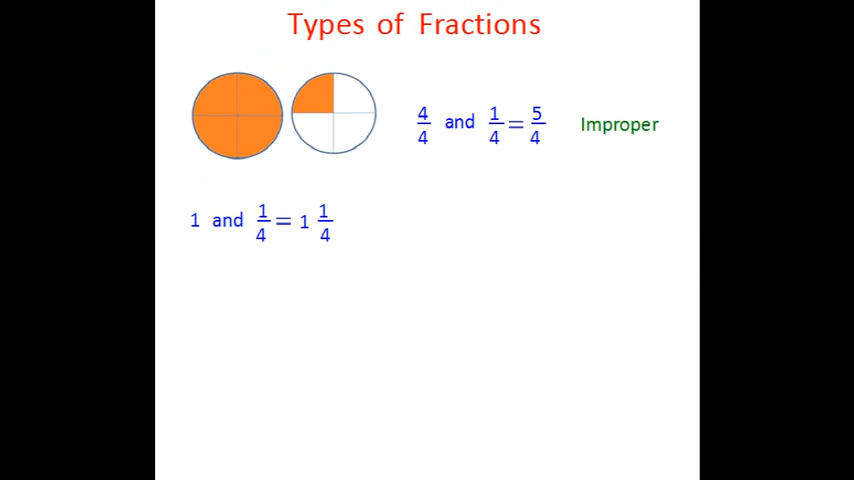 Types of Fractions
4/4 and 1/4 = 5/4 Improper
1 and 1/4 = 1 1/4